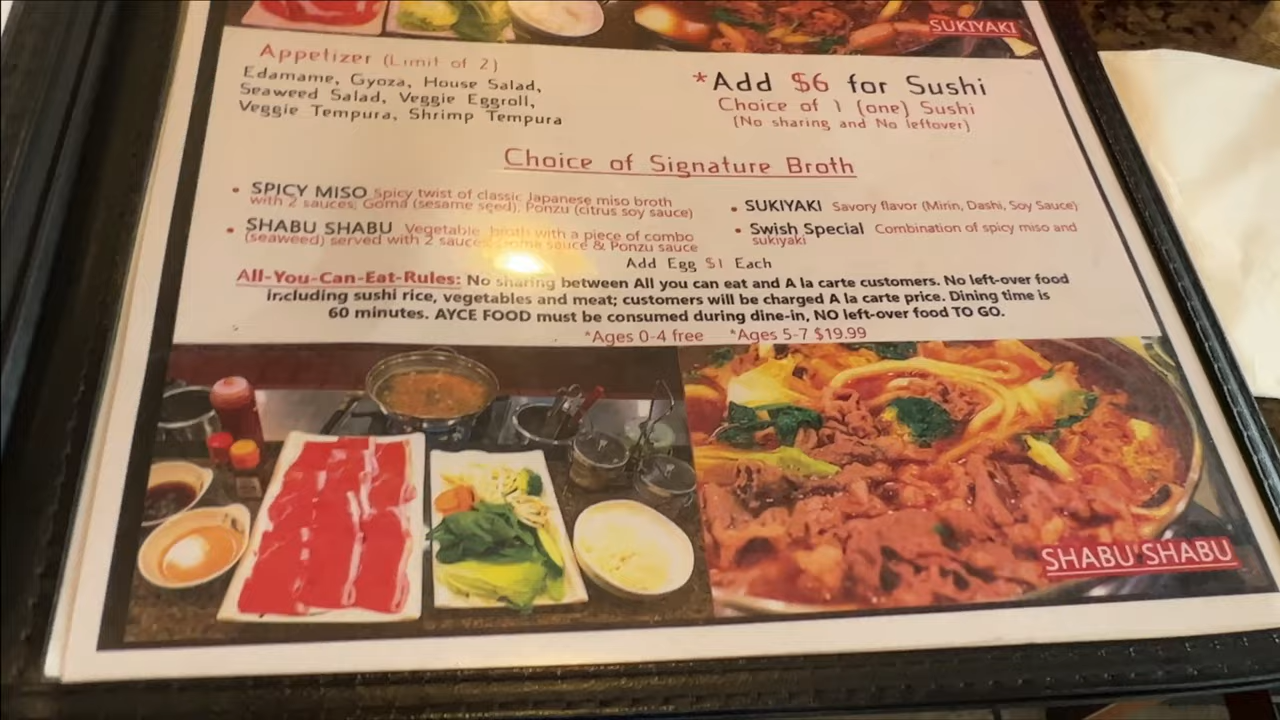 SUKIYAKI
Appetizer (Limit of 2)
Edamame, Gyoza, House Salad,
Seaweed Salad, Veggie Eggroll,
Veggie Tempura, Shrimp Tempura
*Add $6 for Sushi
Choice of 1 (one) Sushi
(No sharing and No leftover)
Choice of Signature Broth
• SPICY MISO Spicy twist of classic Japanese miso broth
with 2 sauces; Goma (sesame seed), Ponzu (citrus soy sauce)
• SHABU SHABU Vegetable broth with a piece of combo
(seaweed) served with 2 sauces Goma sauce & Ponzu sauce
• SUKIYAKI Savory flavor (Mirin, Dashi, Soy Sauce)
• Swish Special Combination of spicy miso and
sukiyaki
Add Egg $1 Each
All-You-Can-Eat-Rules: No sharing between All you can eat and A la carte customers. No left-over food
including sushi rice, vegetables and meat; customers will be charged A la carte price. Dining time is
60 minutes. AYCE FOOD must be consumed during dine-in, NO left-over food TO GO.
*Ages 0-4 free *Ages 5-7 $19.99
SHABU SHABU